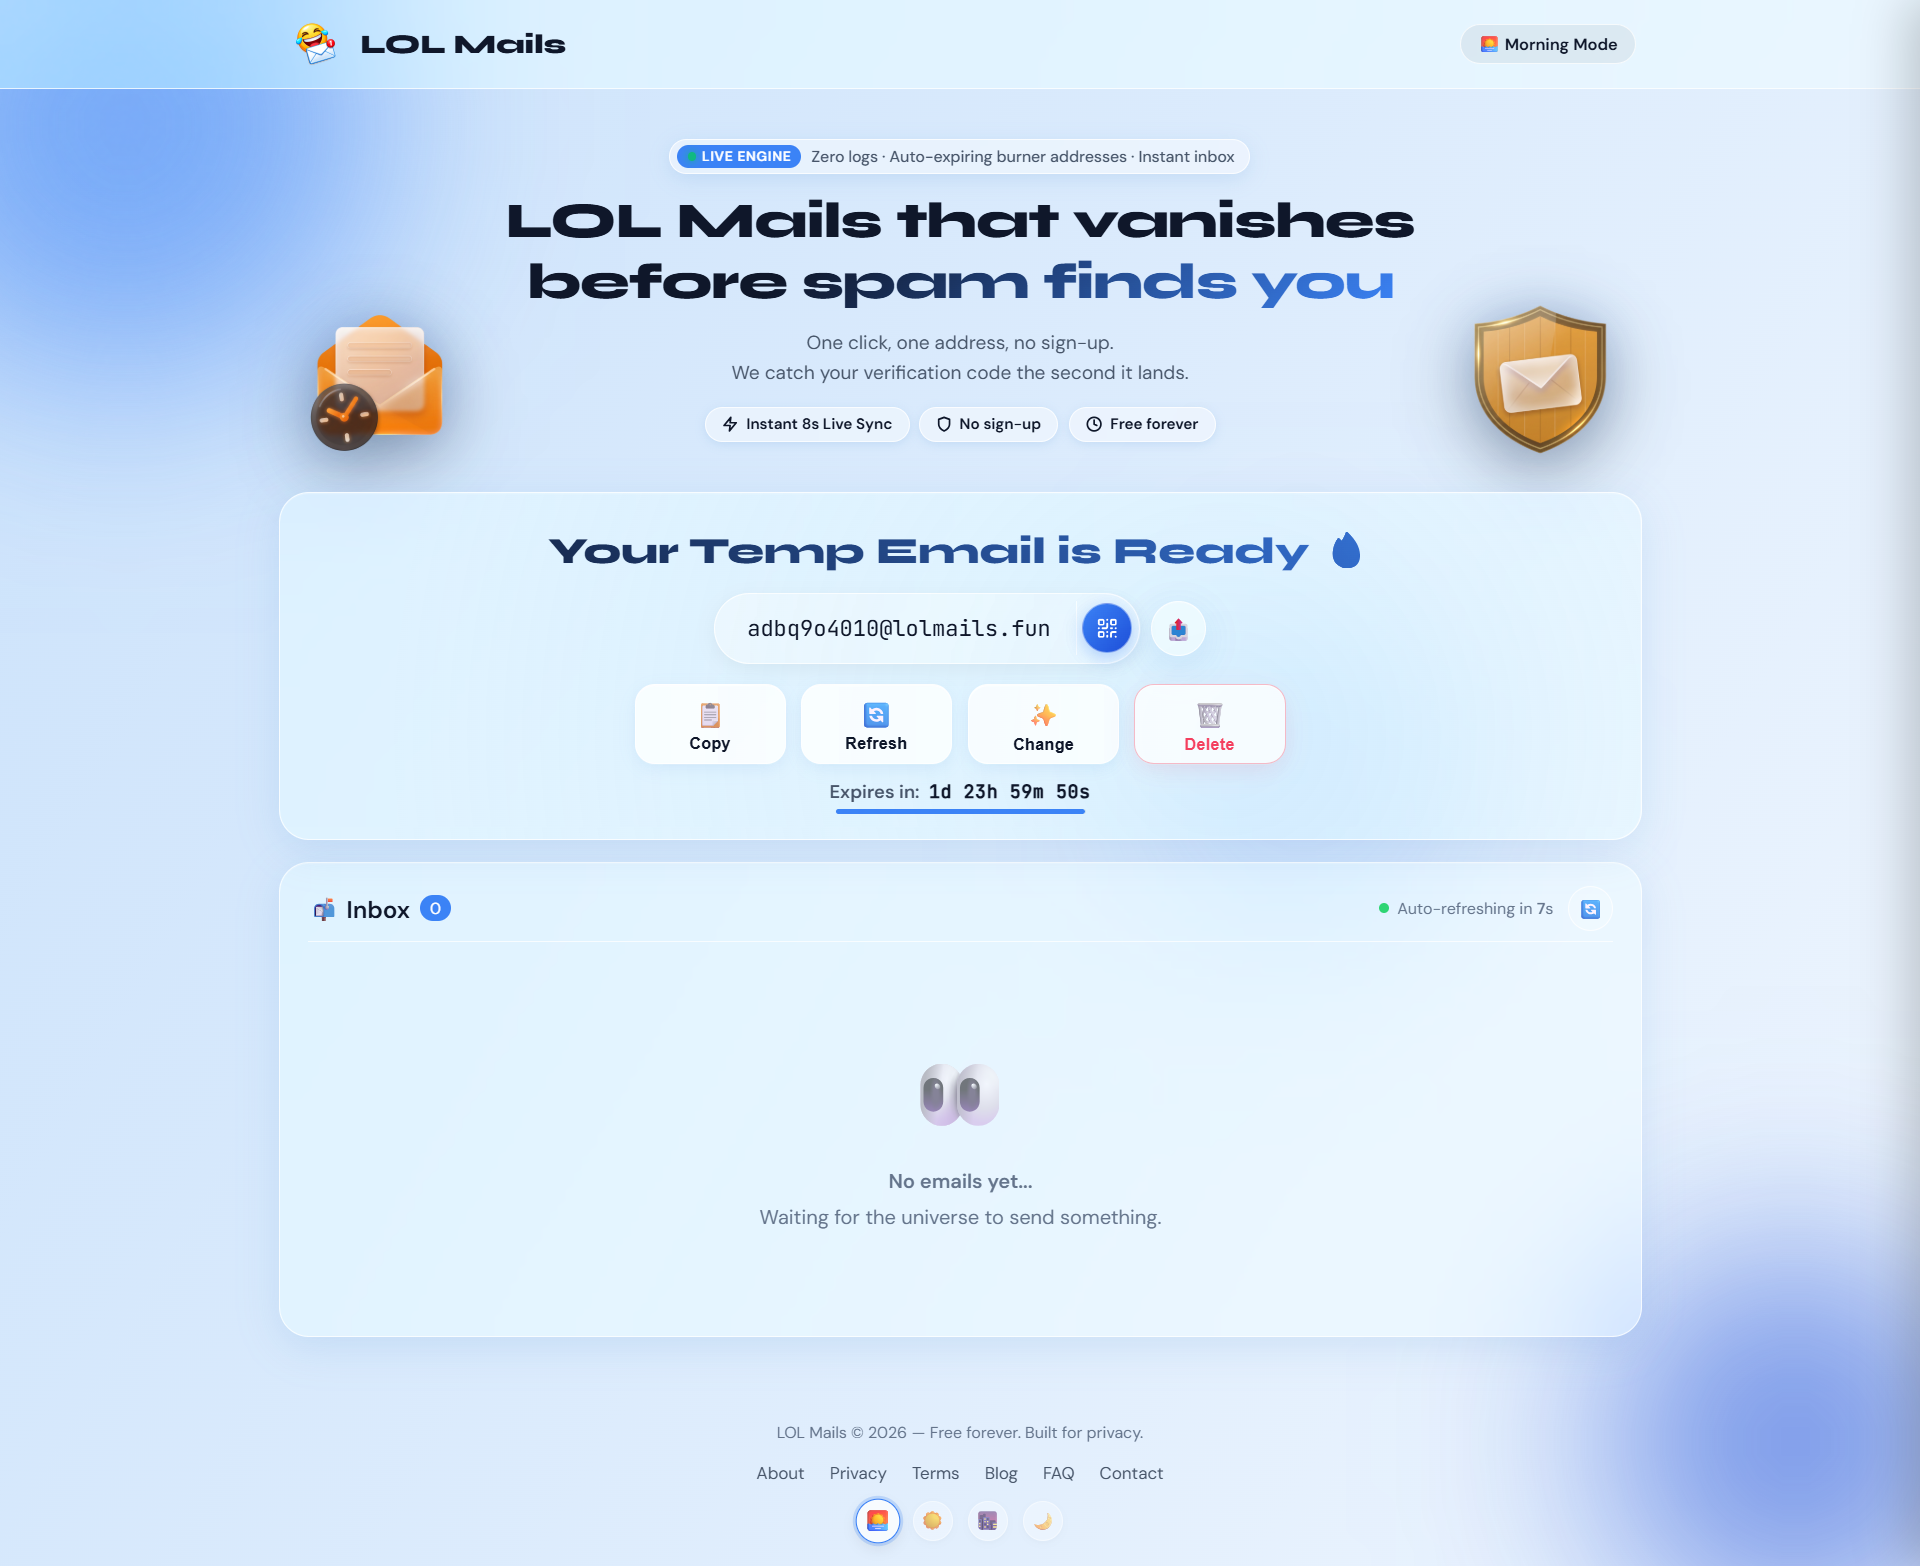 LOL Mails
Morning Mode
LIVE ENGINE Zero logs · Auto-expiring burner addresses · Instant inbox
LOL Mails that vanishes
before spam finds you
One click, one address, no sign-up.
We catch your verification code the second it lands.
Instant 8s Live Sync No sign-up Free forever
Your Temp Email is Ready
adbq9o4010@lolmails.fun
Copy Refresh Change Delete
Expires in: 1d 23h 59m 50s
Inbox 0 Auto-refreshing in 7s
No emails yet...
Waiting for the universe to send something.
LOL Mails © 2026 — Free forever. Built for privacy.
About Privacy Terms Blog FAQ Contact